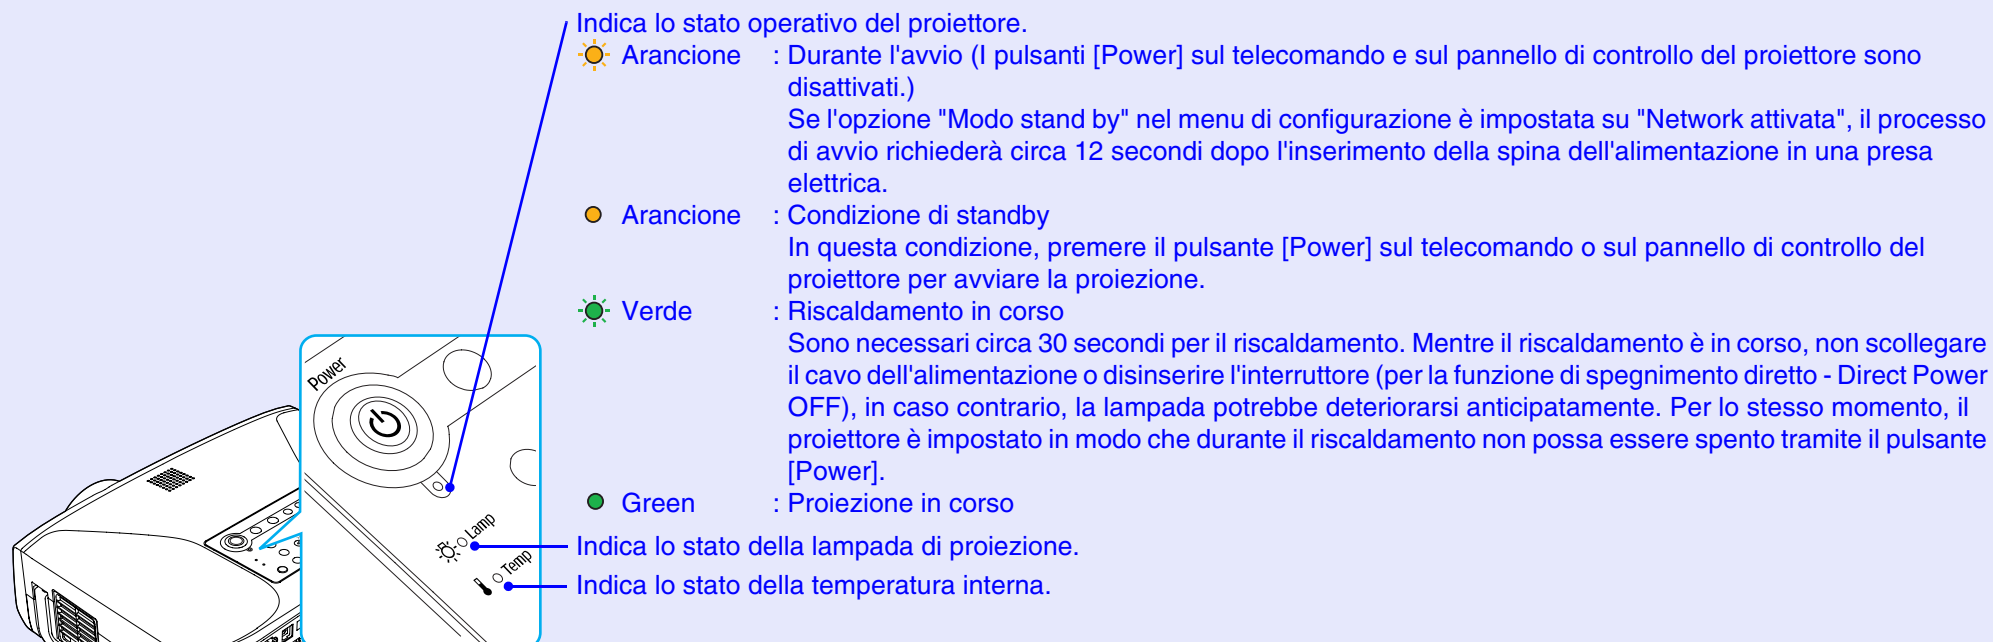 Indica lo stato operativo del proiettore.
Arancione : Durante l'avvio (I pulsanti [Power] sul telecomando e sul pannello di controllo del proiettore sono
disattivati.)
Se l'opzione "Modo stand by" nel menu di configurazione è impostata su "Network attivata", il processo
di avvio richiederà circa 12 secondi dopo l'inserimento della spina dell'alimentazione in una presa
elettrica.
Arancione : Condizione di standby
In questa condizione, premere il pulsante [Power] sul telecomando o sul pannello di controllo del
proiettore per avviare la proiezione.
Verde : Riscaldamento in corso
Sono necessari circa 30 secondi per il riscaldamento. Mentre il riscaldamento è in corso, non scollegare
il cavo dell'alimentazione o disinserire l'interruttore (per la funzione di spegnimento diretto - Direct Power
OFF), in caso contrario, la lampada potrebbe deteriorarsi anticipatamente. Per lo stesso momento, il
proiettore è impostato in modo che durante il riscaldamento non possa essere spento tramite il pulsante
[Power].
Green : Proiezione in corso
Indica lo stato della lampada di proiezione.
Indica lo stato della temperatura interna.
Power
Lamp
Temp